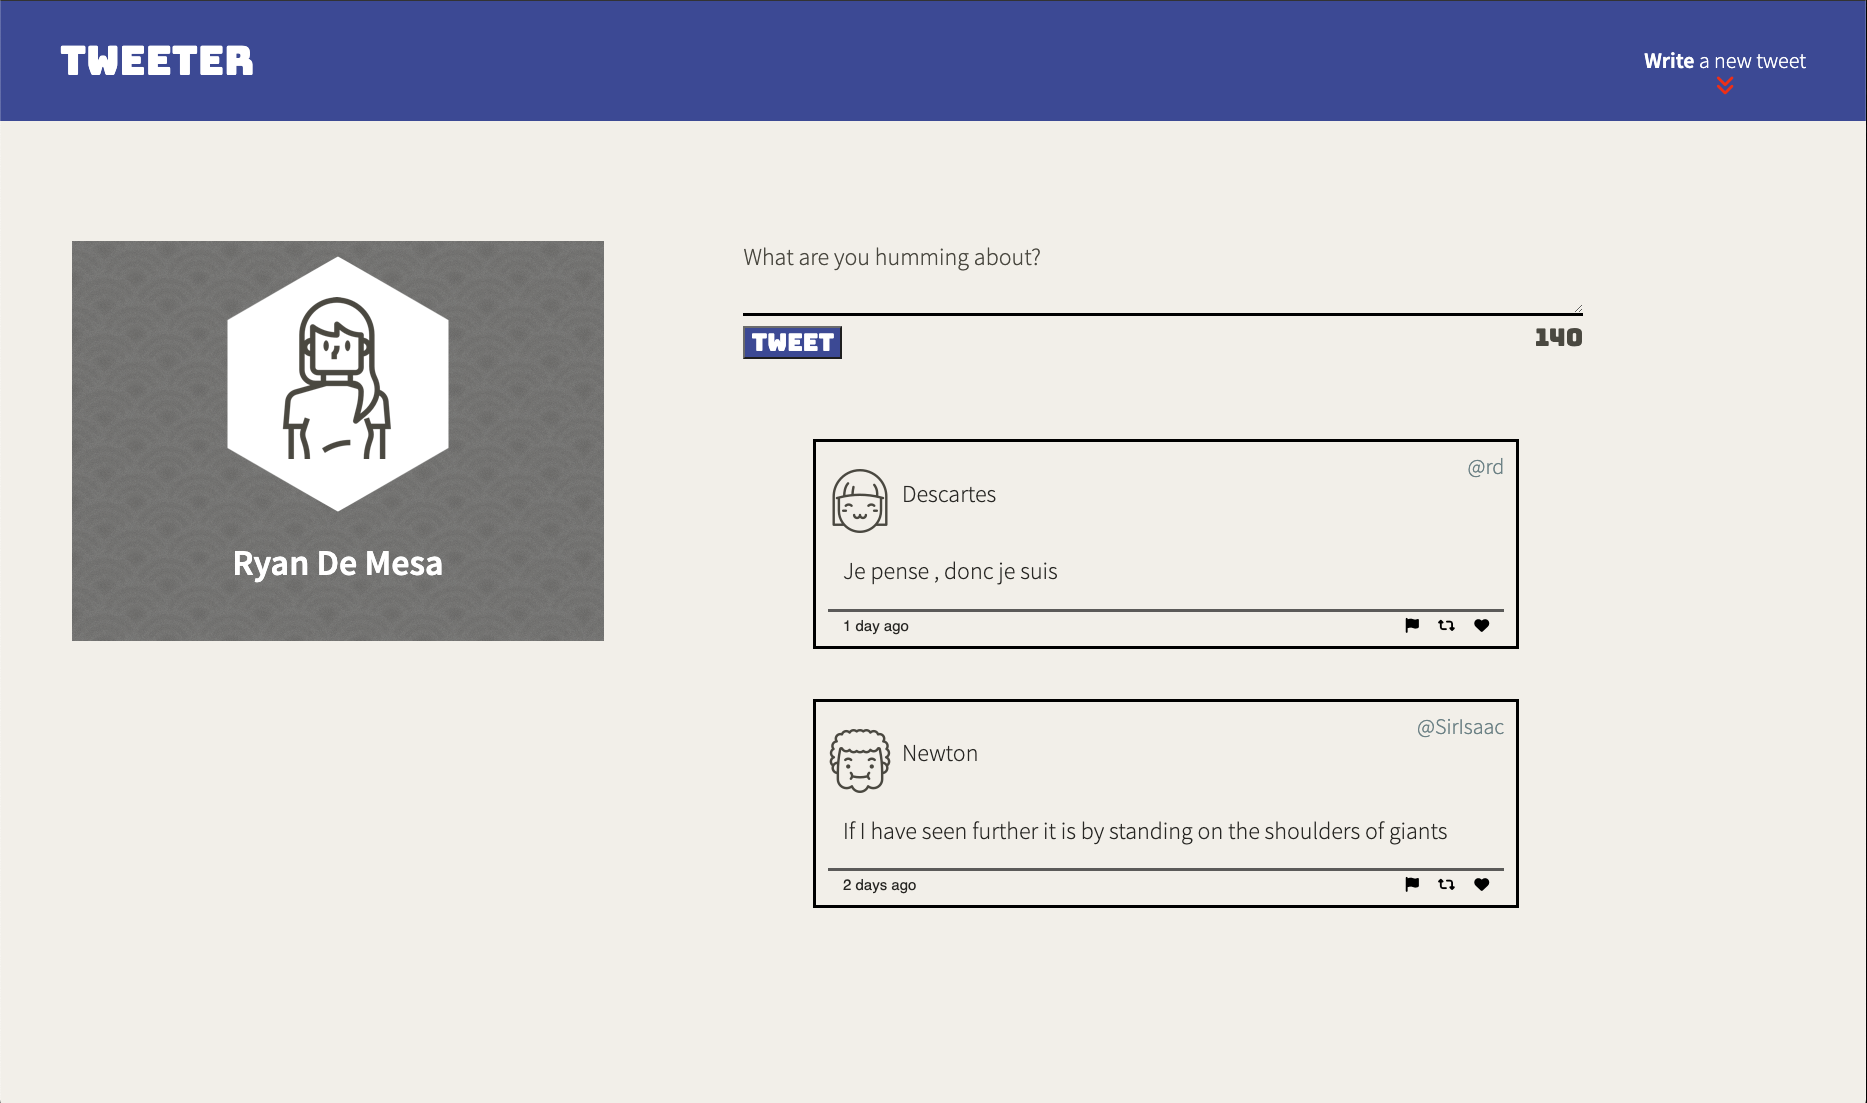 TWEETER
Write a new tweet
Ryan De Mesa
What are you humming about?
TWEET
140
@rd
Descartes
Je pense , donc je suis
1 day ago
@SirIsaac
Newton
If I have seen further it is by standing on the shoulders of giants
2 days ago